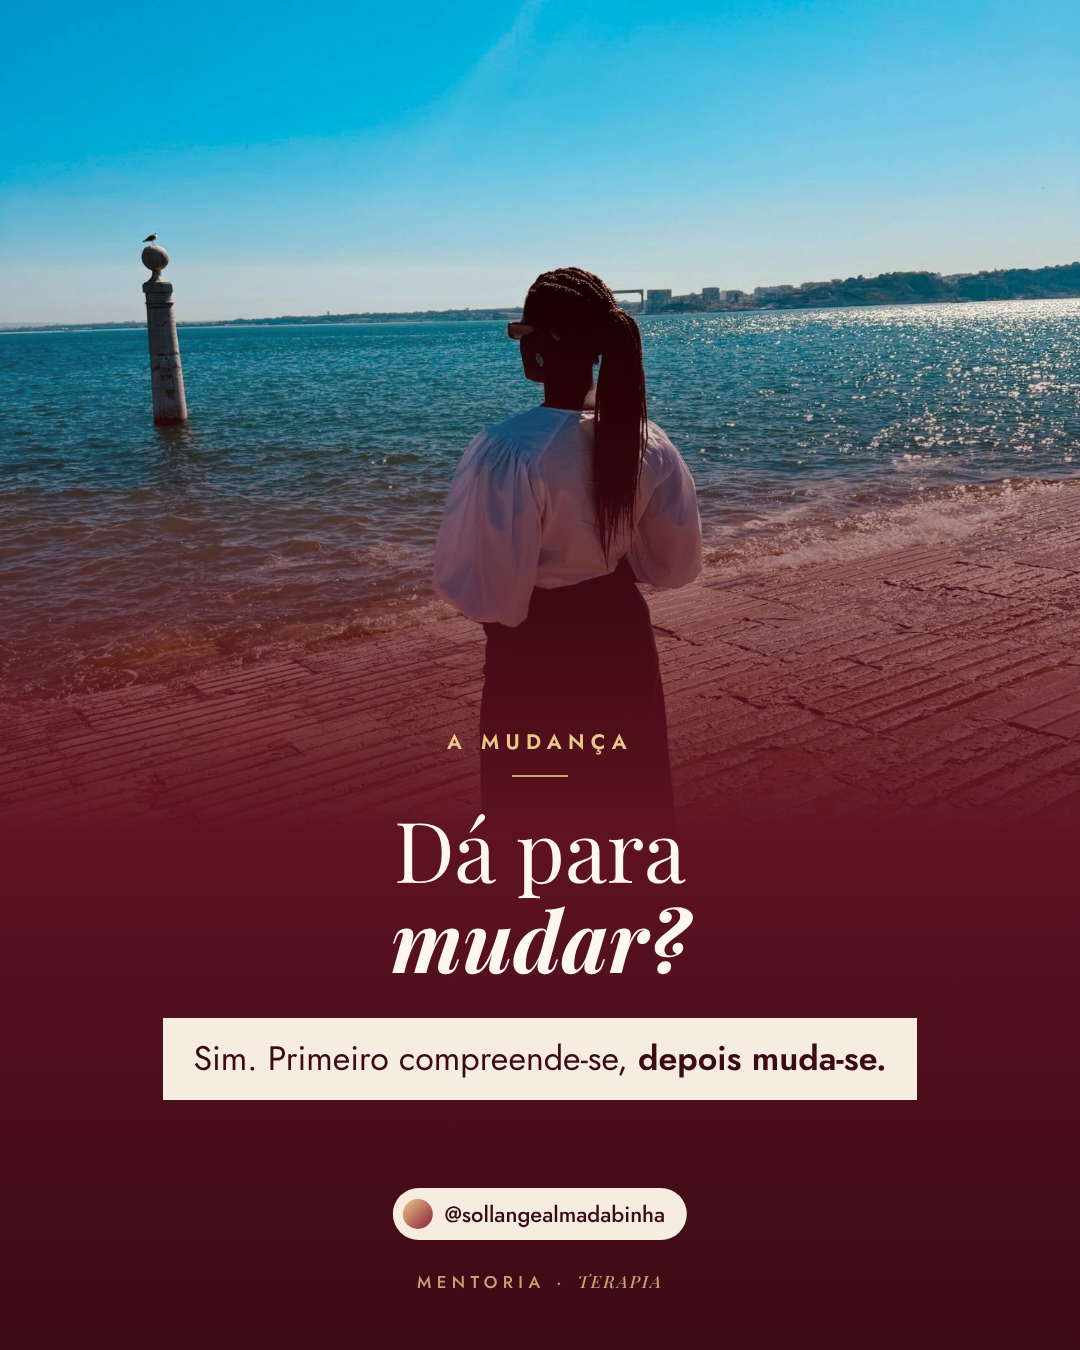 A MUDANÇA
Dá para
mudar?
Sim. Primeiro compreende-se, depois muda-se.
@sollangealmadabinha
MENTORIA · TERAPIA